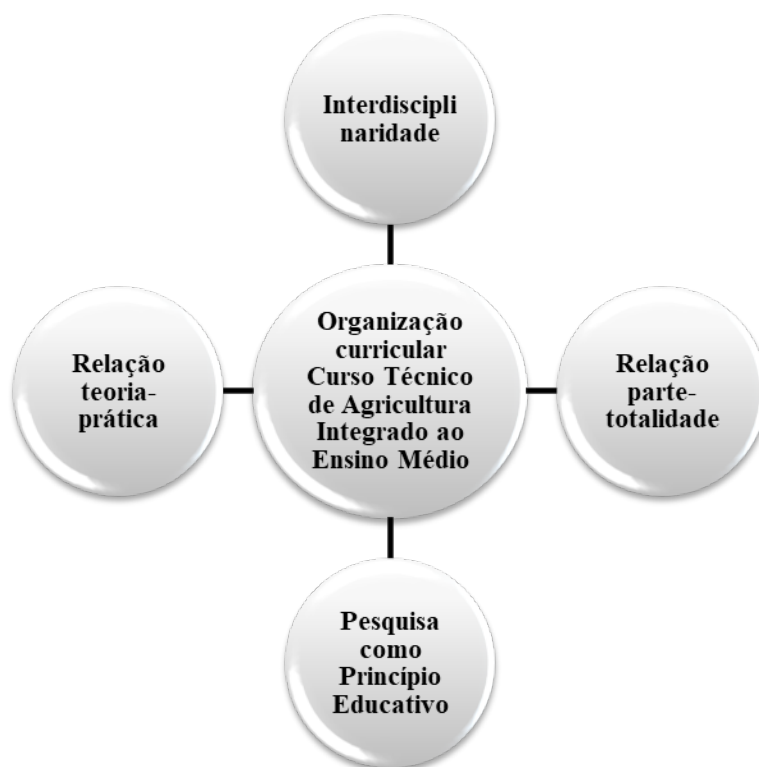 Interdiscipli
naridade
Organização
curricular
Curso Técnico
de Agricultura
Integrado ao
Ensino Médio
Relação
teoria-
prática
Relação
parte-
totalidade
Pesquisa
como
Princípio
Educativo